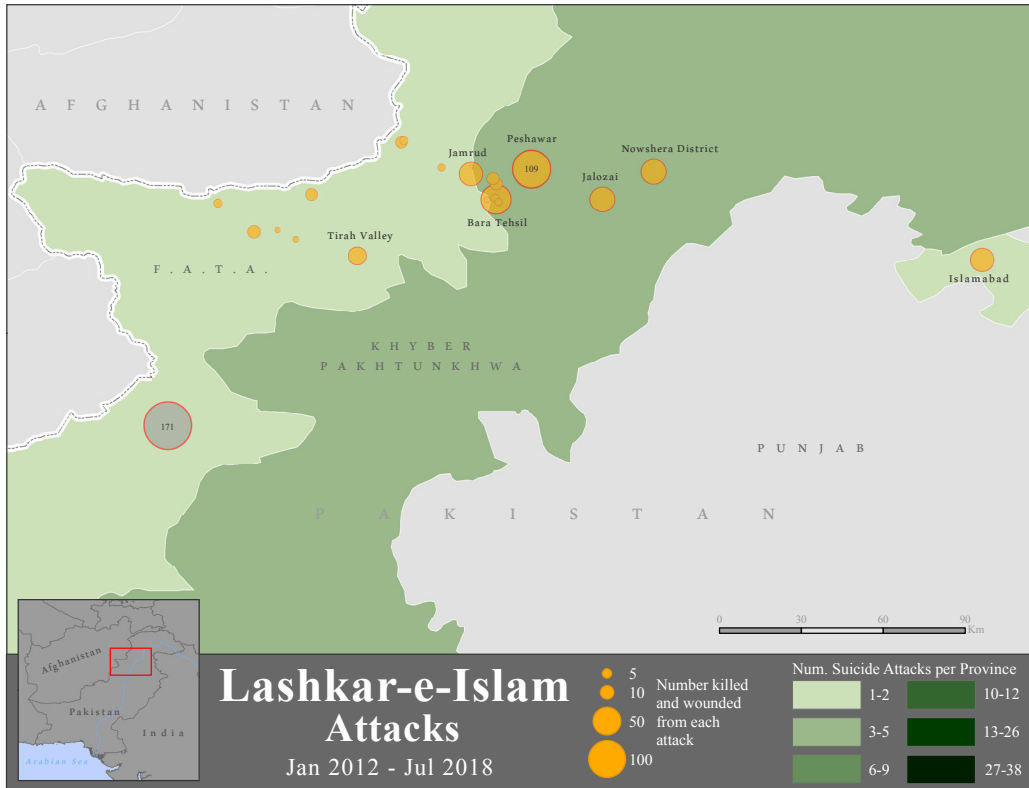 A F G H A N I S T A N
Peshawar
109
Nowshera District
Jamrud
Jalozai
Bara Tehsil
Tirah Valley
F. A. T. A.
Islamabad
K H Y B E R
P A K H T U N K H W A
171
P U N J A B
P A K I S T A N
0 30 60 90
Km
Afghanistan
Pakistan
India
Arabian Sea
Lashkar-e-Islam
Attacks
Jan 2012 - Jul 2018
5
10
50
100
Number killed
and wounded
from each
attack
Num. Suicide Attacks per Province
1-2
3-5
6-9
10-12
13-26
27-38